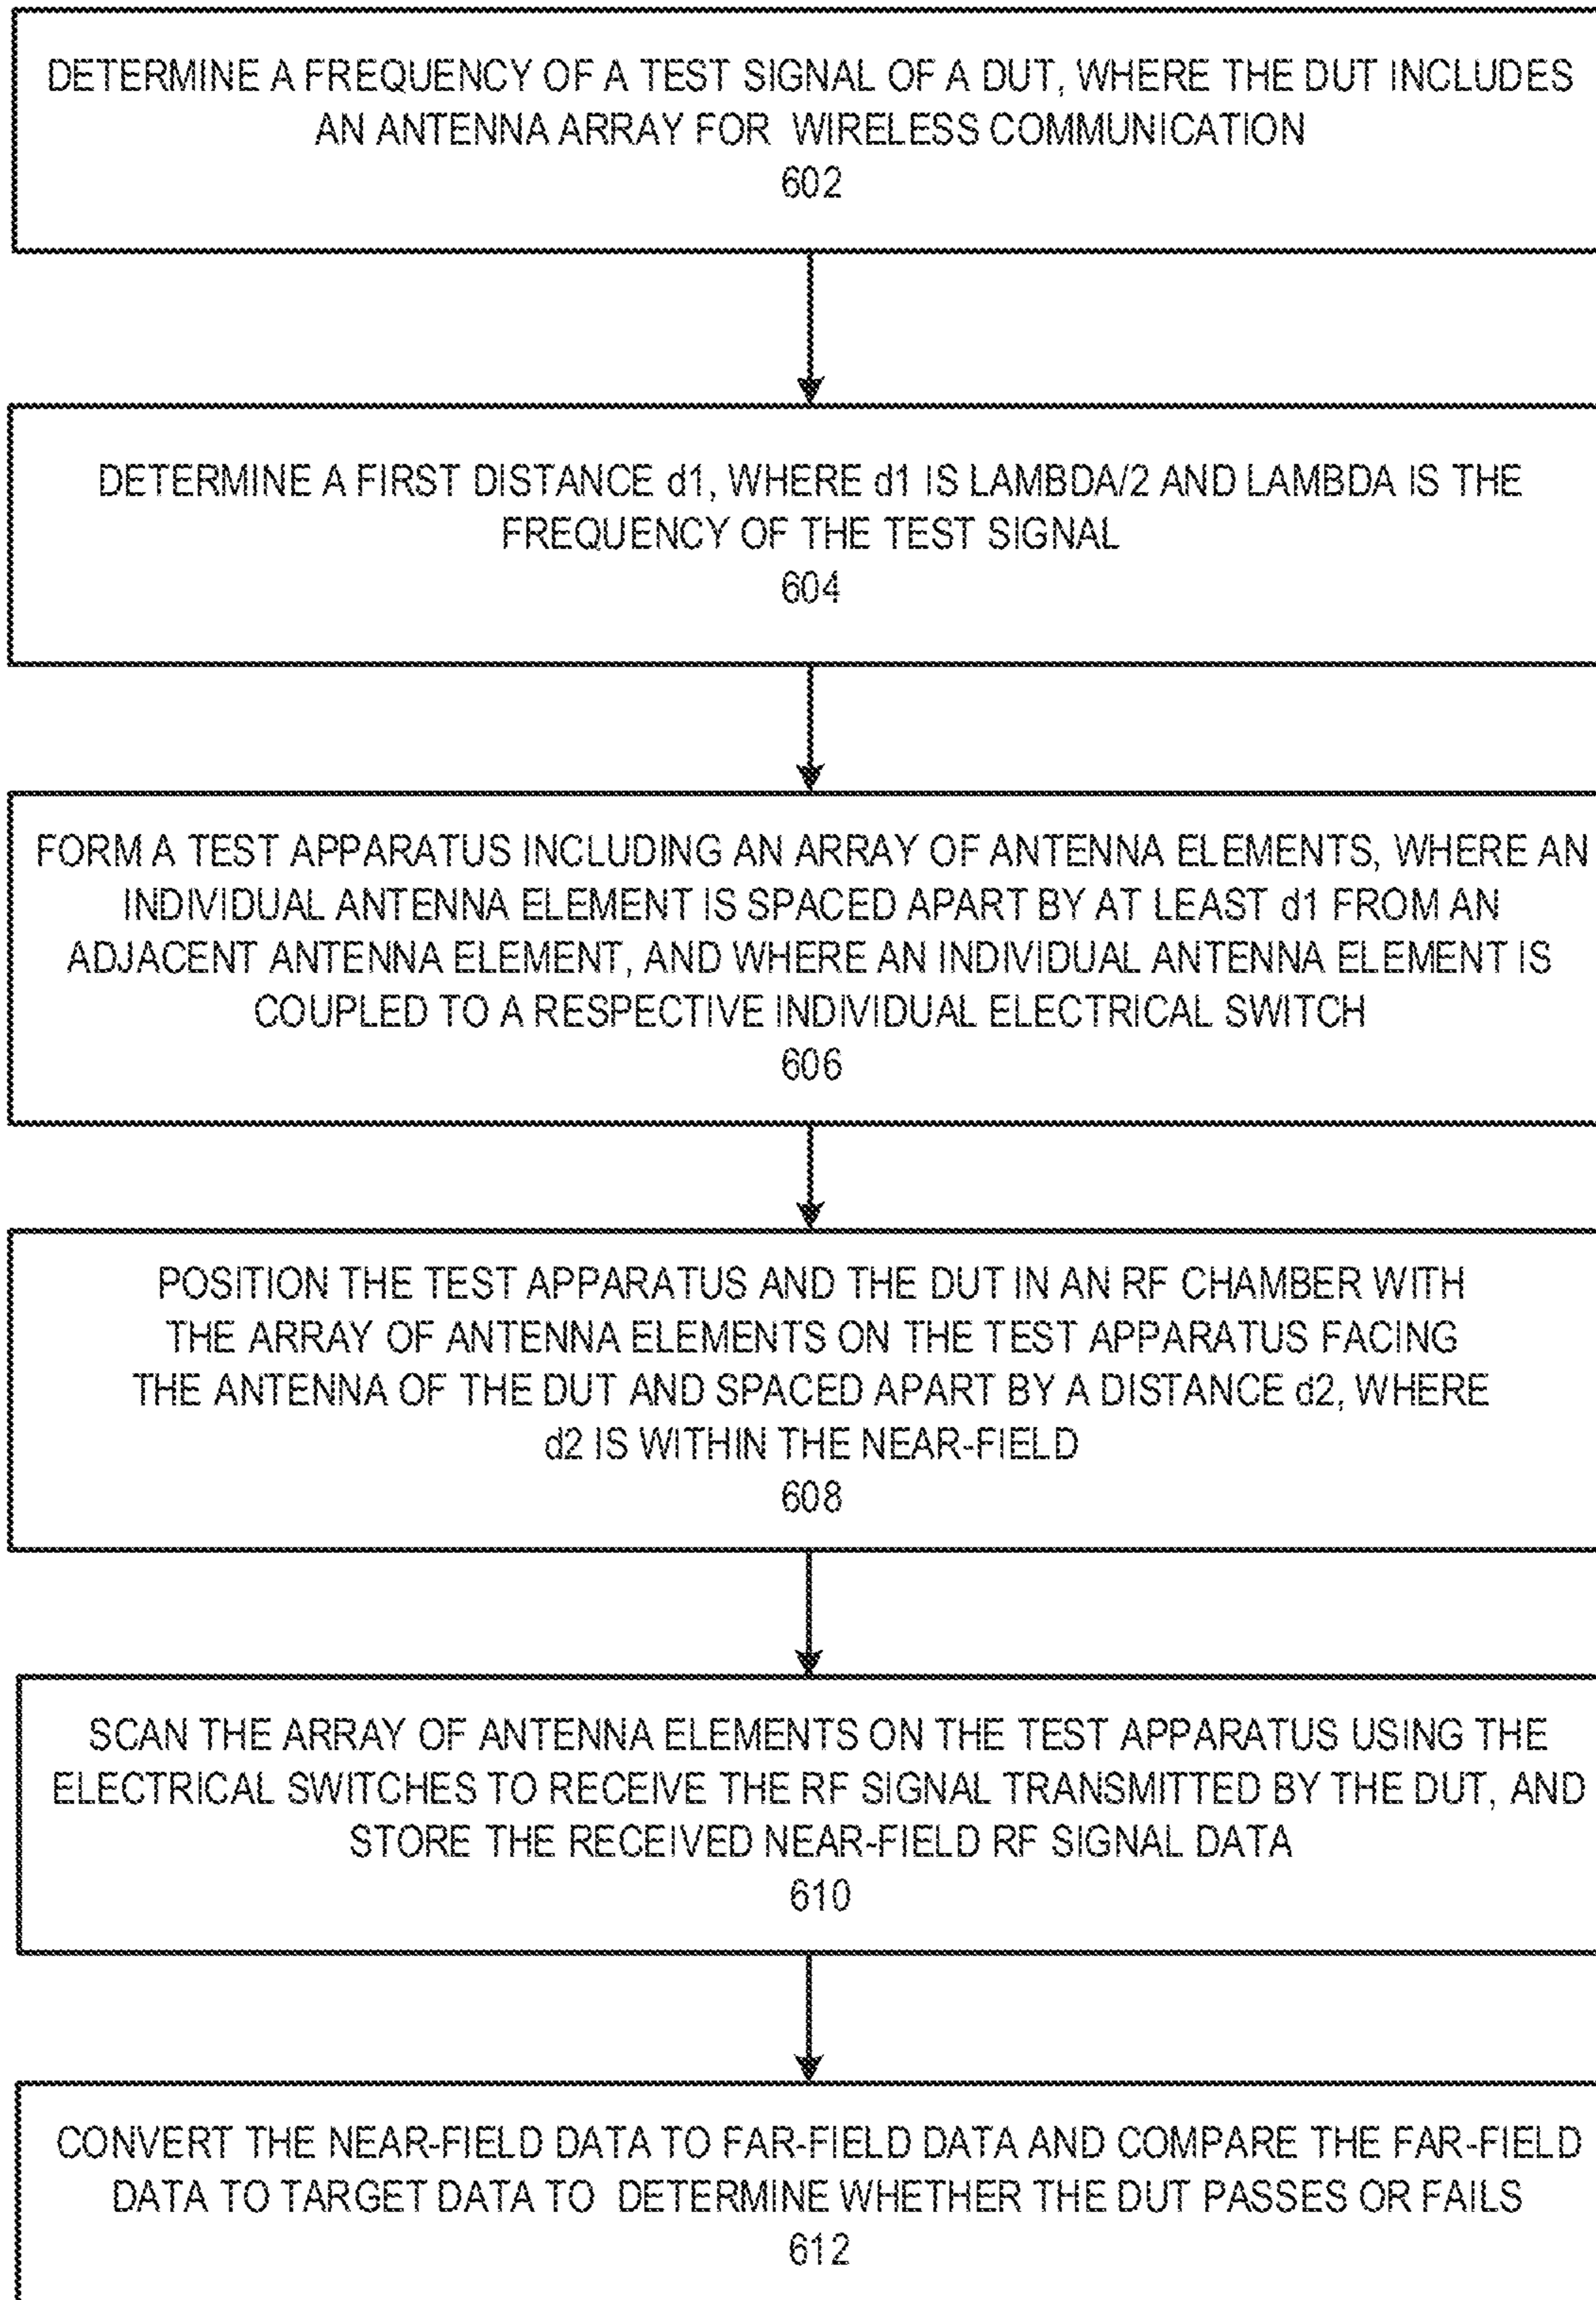 DETERMINE A FREQUENCY OF A TEST SIGNAL OF A DUT, WHERE THE DUT INCLUDES
AN ANTENNA ARRAY FOR WIRELESS COMMUNICATION
602
DETERMINE A FIRST DISTANCE d1, WHERE d1 IS LAMBDA/2 AND LAMBDA IS THE
FREQUENCY OF THE TEST SIGNAL
604
FORM A TEST APPARATUS INCLUDING AN ARRAY OF ANTENNA ELEMENTS, WHERE AN
INDIVIDUAL ANTENNA ELEMENT IS SPACED APART BY AT LEAST d1 FROM AN
ADJACENT ANTENNA ELEMENT, AND WHERE AN INDIVIDUAL ANTENNA ELEMENT IS
COUPLED TO A RESPECTIVE INDIVIDUAL ELECTRICAL SWITCH
606
POSITION THE TEST APPARATUS AND THE DUT IN AN RF CHAMBER WITH
THE ARRAY OF ANTENNA ELEMENTS ON THE TEST APPARATUS FACING
THE ANTENNA OF THE DUT AND SPACED APART BY A DISTANCE d2, WHERE
d2 IS WITHIN THE NEAR-FIELD
608
SCAN THE ARRAY OF ANTENNA ELEMENTS ON THE TEST APPARATUS USING THE
ELECTRICAL SWITCHES TO RECEIVE THE RF SIGNAL TRANSMITTED BY THE DUT, AND
STORE THE RECEIVED NEAR-FIELD RF SIGNAL DATA
610
CONVERT THE NEAR-FIELD DATA TO FAR-FIELD DATA AND COMPARE THE FAR-FIELD
DATA TO TARGET DATA TO DETERMINE WHETHER THE DUT PASSES OR FAILS
612